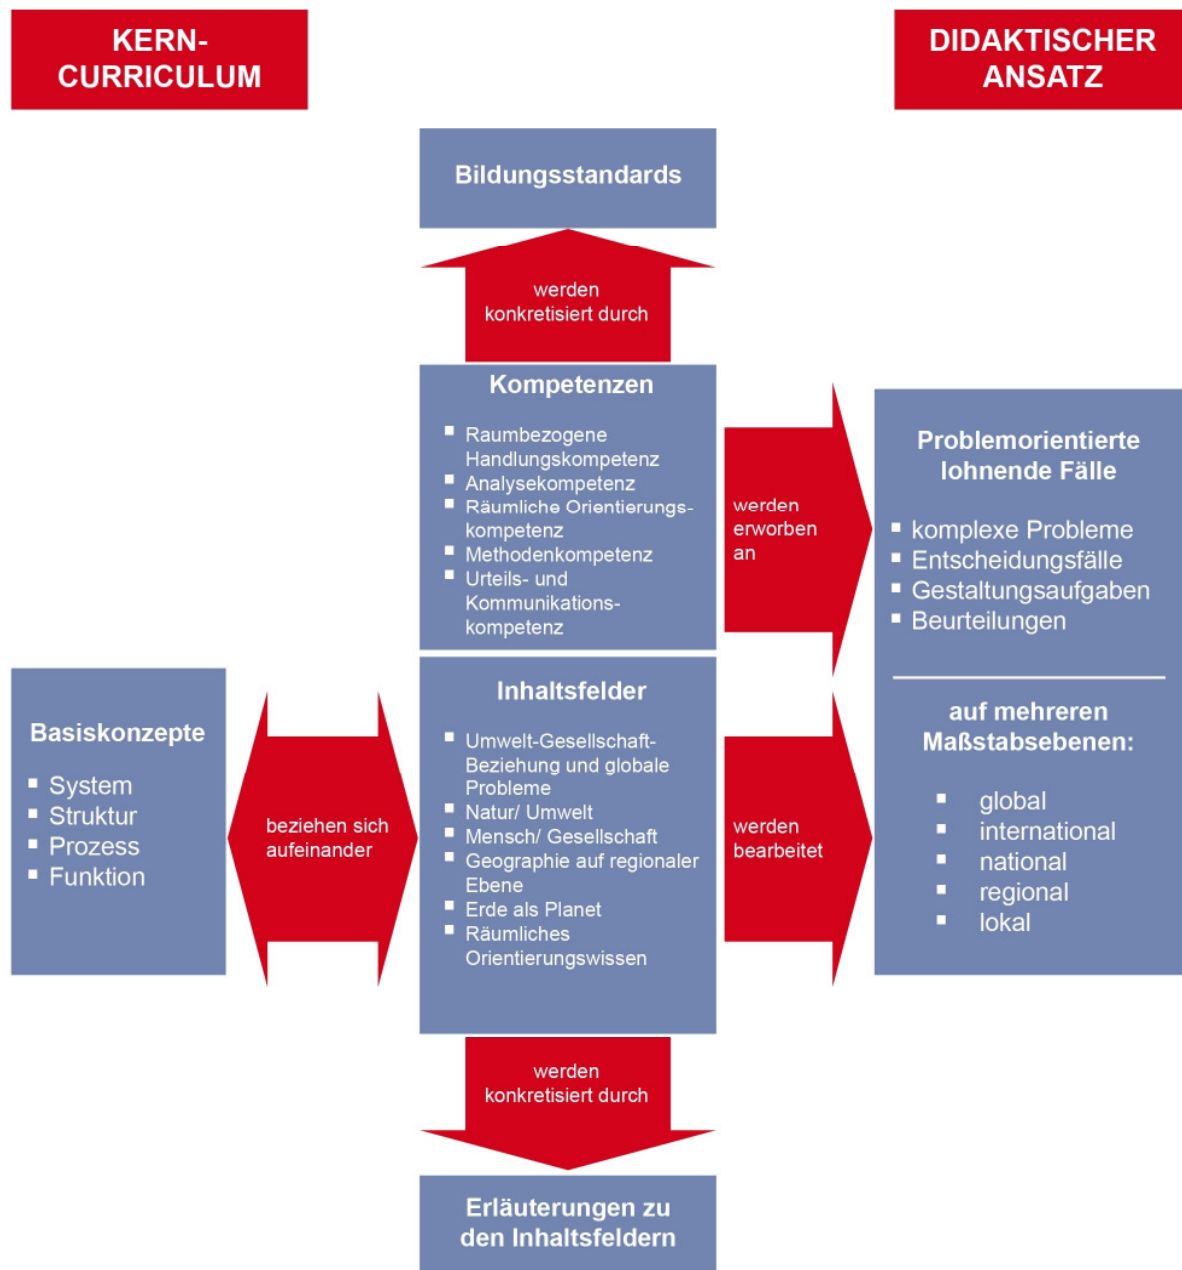 KERN-
CURRICULUM
DIDAKTISCHER
ANSATZ
Bildungsstandards
werden
konkretisiert durch
Kompetenzen
▪ Raumbezogene
Handlungskompetenz
▪ Analysekompetenz
▪ Räumliche Orientierungs-
kompetenz
▪ Methodenkompetenz
▪ Urteils- und
Kommunikations-
kompetenz
werden
erworben
an
Problemorientierte
lohnende Fälle
▪ komplexe Probleme
▪ Entscheidungsfälle
▪ Gestaltungsaufgaben
▪ Beurteilungen
auf mehreren
Maßstabsebenen:
▪ global
▪ international
▪ national
▪ regional
▪ lokal
Basiskonzepte
▪ System
▪ Struktur
▪ Prozess
▪ Funktion
beziehen sich
aufeinander
Inhaltsfelder
▪ Umwelt-Gesellschaft-
Beziehung und globale
Probleme
▪ Natur/ Umwelt
▪ Mensch/ Gesellschaft
▪ Geographie auf regionaler
Ebene
▪ Erde als Planet
▪ Räumliches
Orientierungswissen
werden
bearbeitet
werden
konkretisiert durch
Erläuterungen zu
den Inhaltsfeldern